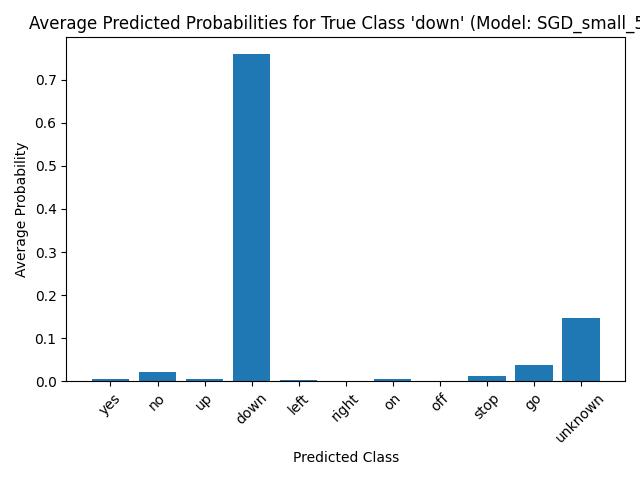 Average Predicted Probabilities for True Class 'down' (Model: SGD_small_5
Average Probability
0.7
0.6
0.5
0.4
0.3
0.2
0.1
0.0
yes
no
up
down
left
right
on
off
stop
go
unknown
Predicted Class